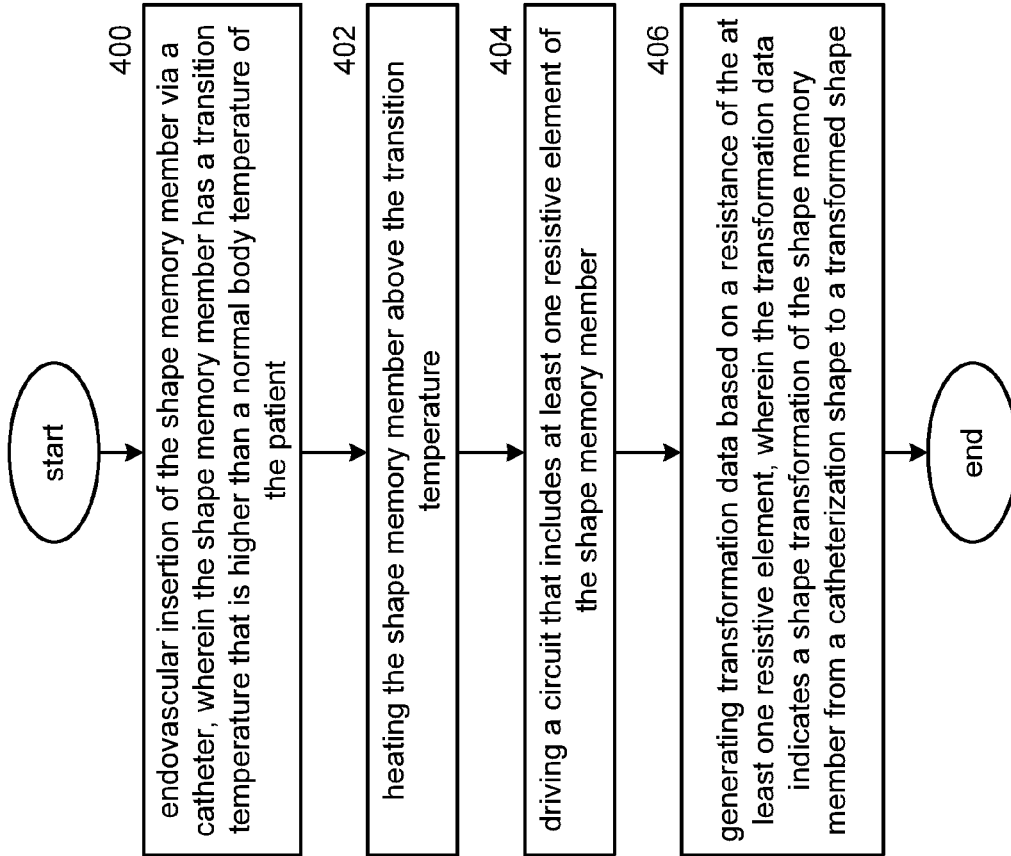 start
400
endovascular insertion of the shape memory member via a
catheter, wherein the shape memory member has a transition
temperature that is higher than a normal body temperature of
the patient
402
heating the shape memory member above the transition
temperature
404
driving a circuit that includes at least one resistive element of
the shape memory member
406
generating transformation data based on a resistance of the at
least one resistive element, wherein the transformation data
indicates a shape transformation of the shape memory
member from a catheterization shape to a transformed shape
end